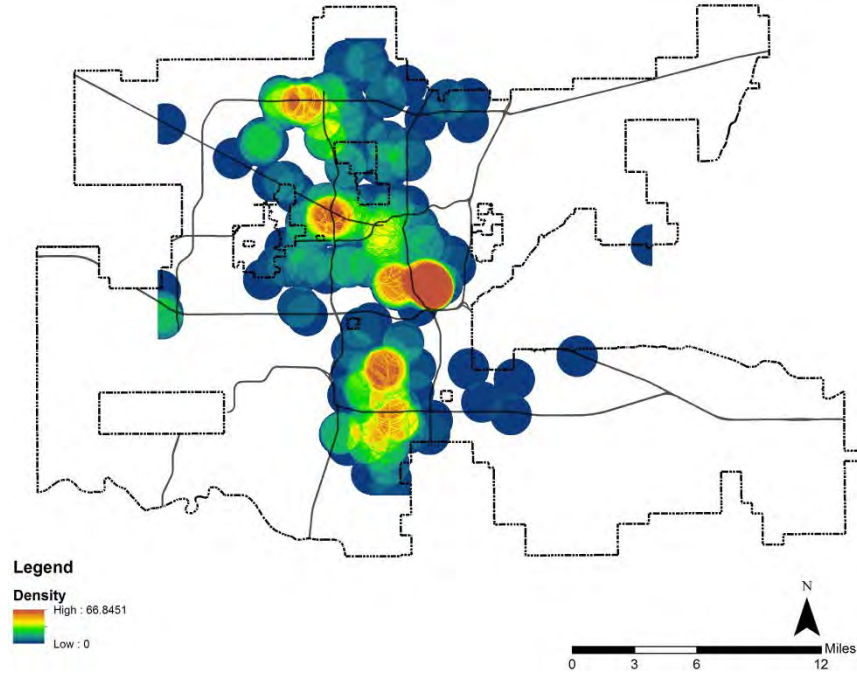 Legend
Density
High : 66.8451
Low : 0
N
Miles
0 3 6 12